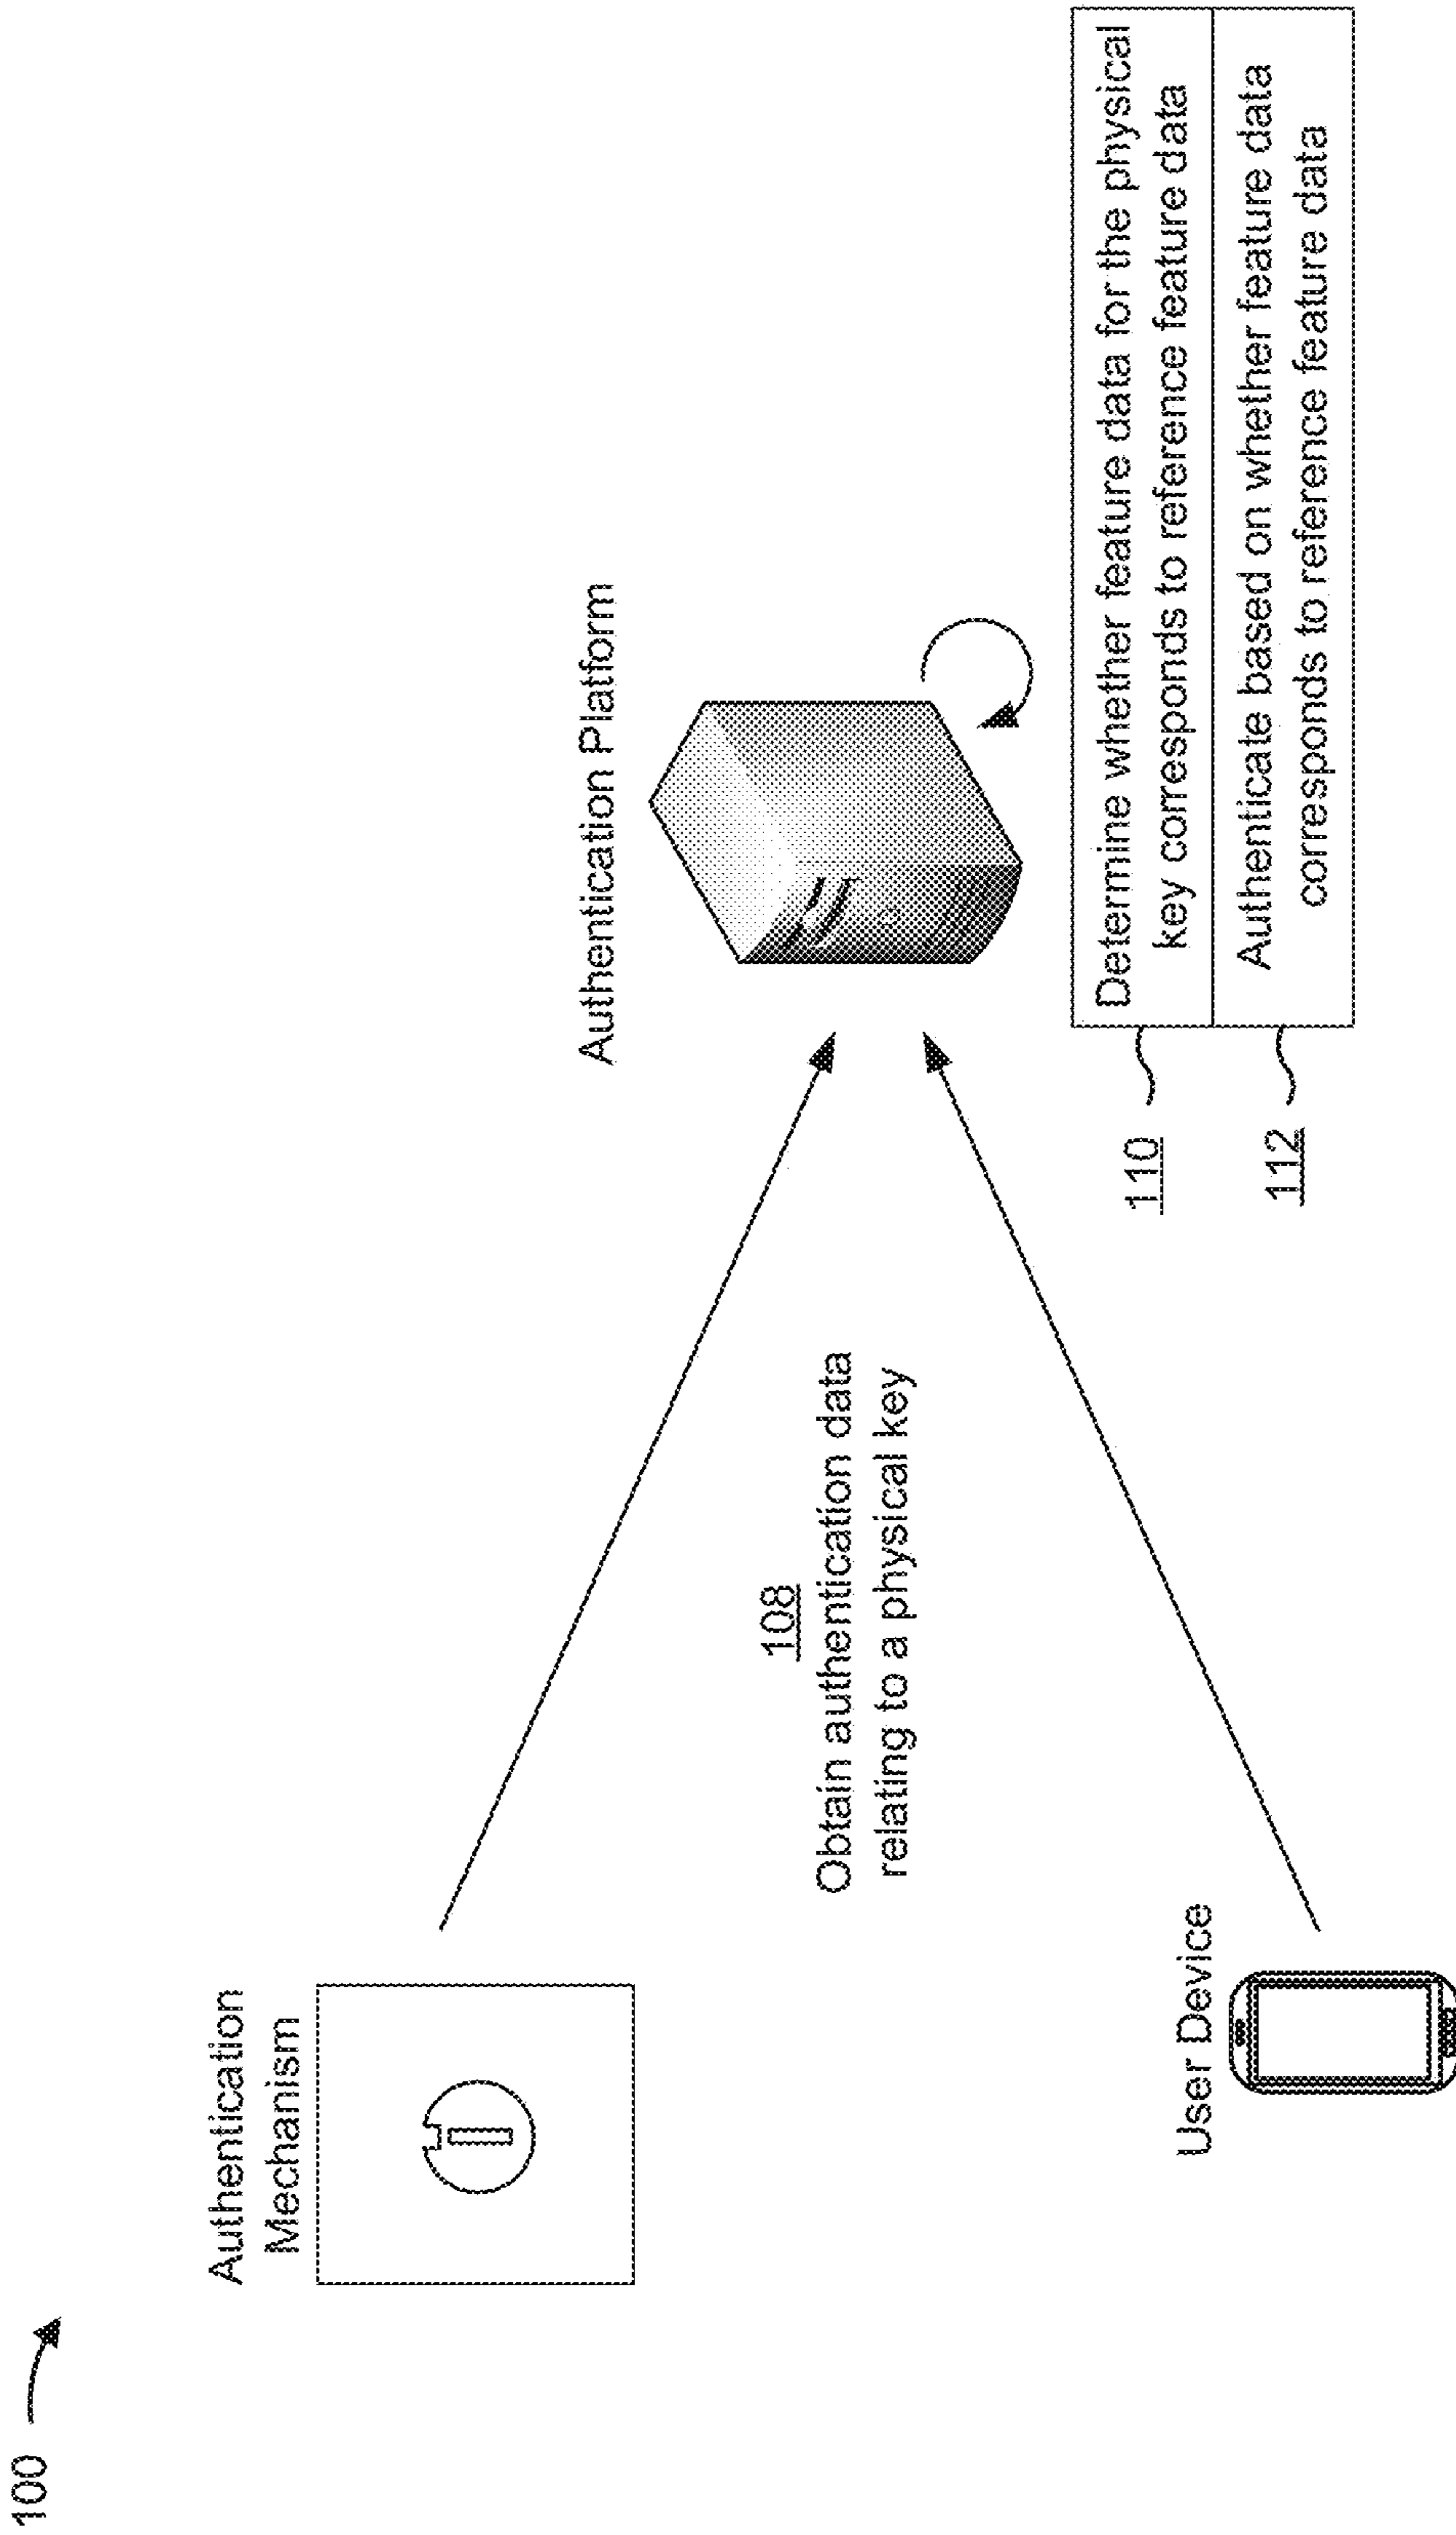 100
Authentication
Mechanism
Authentication Platform
108
Obtain authentication data
relating to a physical key
User Device
110
Determine whether feature data for the physical
key corresponds to reference feature data
112
Authenticate based on whether feature data
corresponds to reference feature data